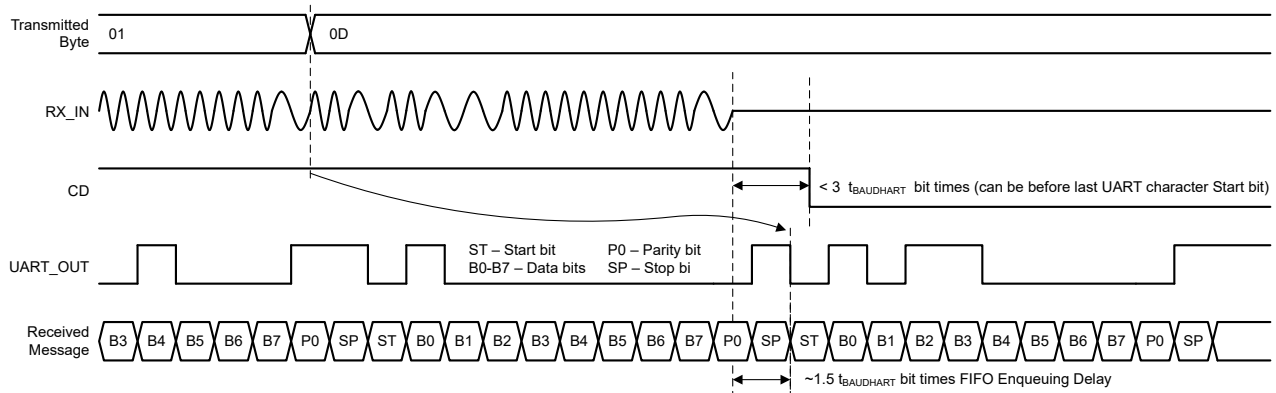 Transmitted
Byte
01
0D
RX_IN
CD
< 3 tBAUDHART bit times (can be before last UART character Start bit)
ST – Start bit
P0 – Parity bit
UART_OUT
B0-B7 – Data bits
SP – Stop bi
Received
Message
B3 B4 B5 B6 B7 P0 SP ST B0 B1 B2 B3 B4 B5 B6 B7 P0 SP ST B0 B1 B2 B3 B4 B5 B6 B7 P0 SP
~1.5 tBAUDHART bit times FIFO Enqueuing Delay